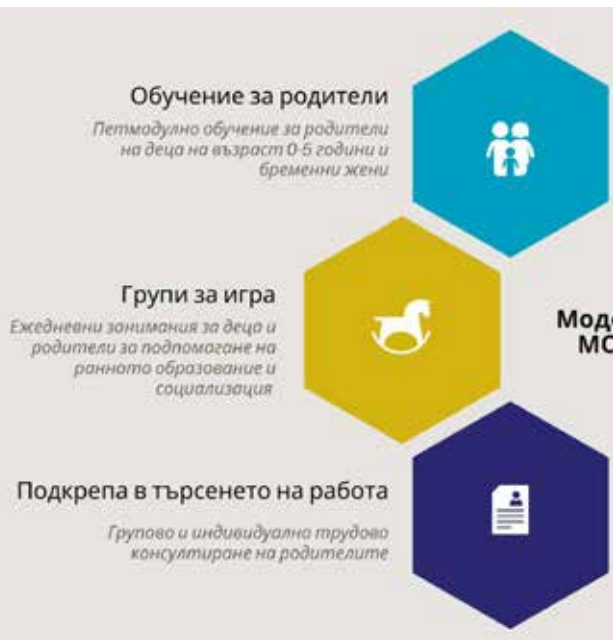 Обучение за родители
Петмодулно обучение за родители
на деца на възраст 0-5 години и
бременни жени
Групи за игра
Ежедневни занимания за деца и
родители за подпомагане на
ранното образование и
социализация
Подкрепа в търсенето на работа
Групово и индивидуално трудово
консултиране на родителите